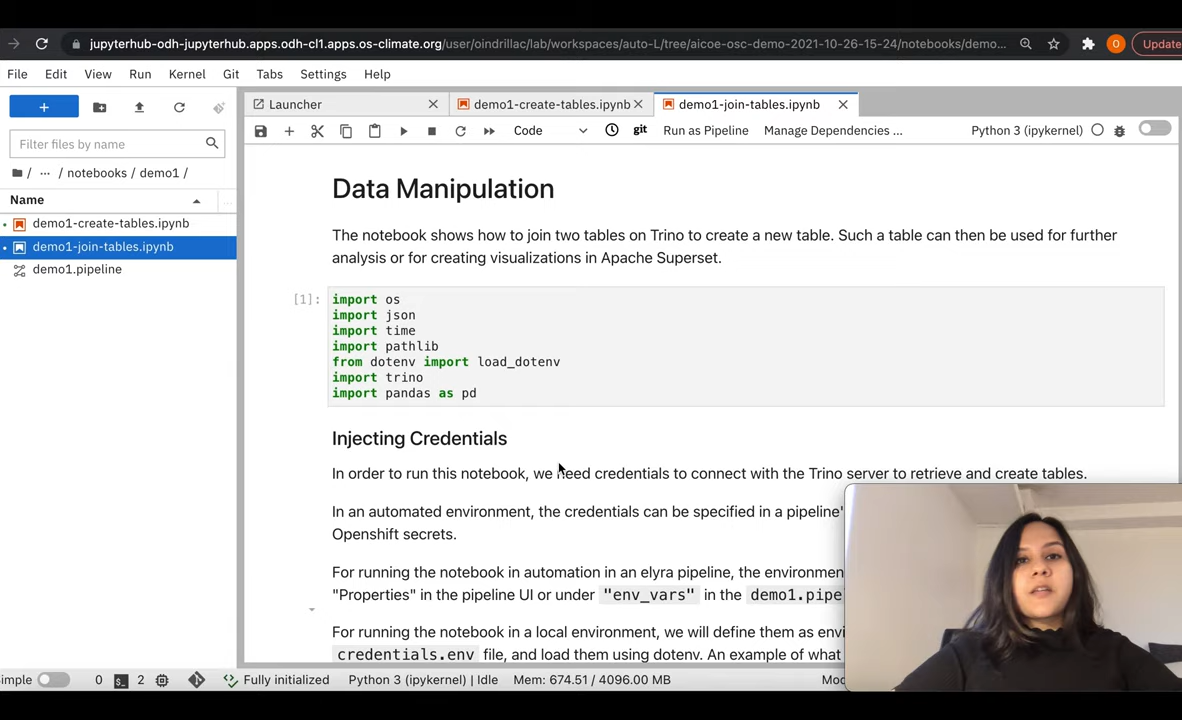 jupyterhub-odh-jupyterhub.apps.odh-cl1.apps.os-climate.org/user/oindrillac/lab/workspaces/auto-L/tree/aicoe-osc-demo-2021-10-26-15-24/notebooks/demo... O Update
File Edit View Run Kernel Git Tabs Settings Help
+
Launcher demo1-create-tables.ipynb demo1-join-tables.ipynb
Code git Run as Pipeline Manage Dependencies ... Python 3 (ipykernel)
Filter files by name
/ ... / notebooks / demo1 /
Name
demo1-create-tables.ipynb
demo1-join-tables.ipynb
demo1.pipeline
Data Manipulation
The notebook shows how to join two tables on Trino to create a new table. Such a table can then be used for further
analysis or for creating visualizations in Apache Superset.
[1]: import os
import json
import time
import pathlib
from dotenv import load_dotenv
import trino
import pandas as pd
Injecting Credentials
In order to run this notebook, we need credentials to connect with the Trino server to retrieve and create tables.
In an automated environment, the credentials can be specified in a pipeline'
Openshift secrets.
For running the notebook in automation in an elyra pipeline, the environmen
"Properties" in the pipeline UI or under "env_vars" in the demo1.pipe
For running the notebook in a local environment, we will define them as envi
credentials.env file, and load them using dotenv. An example of what
imple 0 2 Fully initialized Python 3 (ipykernel) | Idle Mem: 674.51 / 4096.00 MB Mo